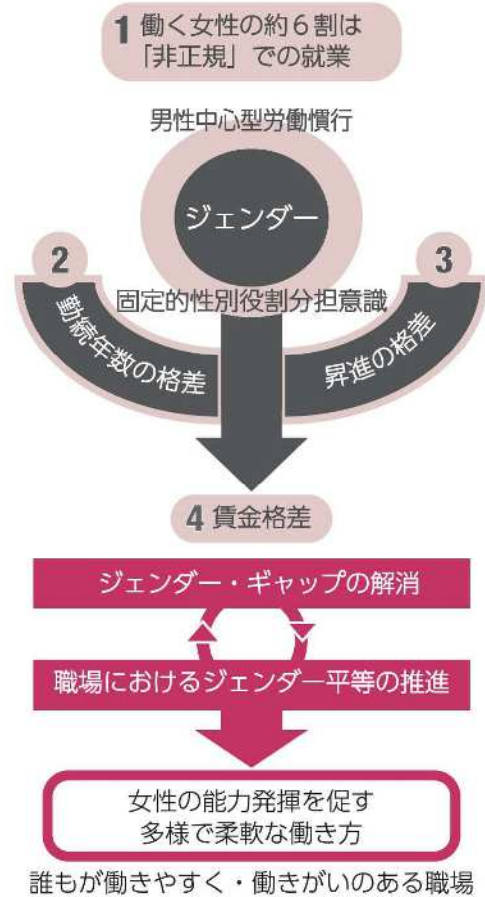 1 働く女性の約6割は
「非正規」での就業
男性中心型労働慣行
ジェンダー
2
3
固定的性別役割分担意識
勤続年数の格差
昇進の格差
4 賃金格差
ジェンダー・ギャップの解消
職場におけるジェンダー平等の推進
女性の能力発揮を促す
多様で柔軟な働き方
誰もが働きやすく・働きがいのある職場